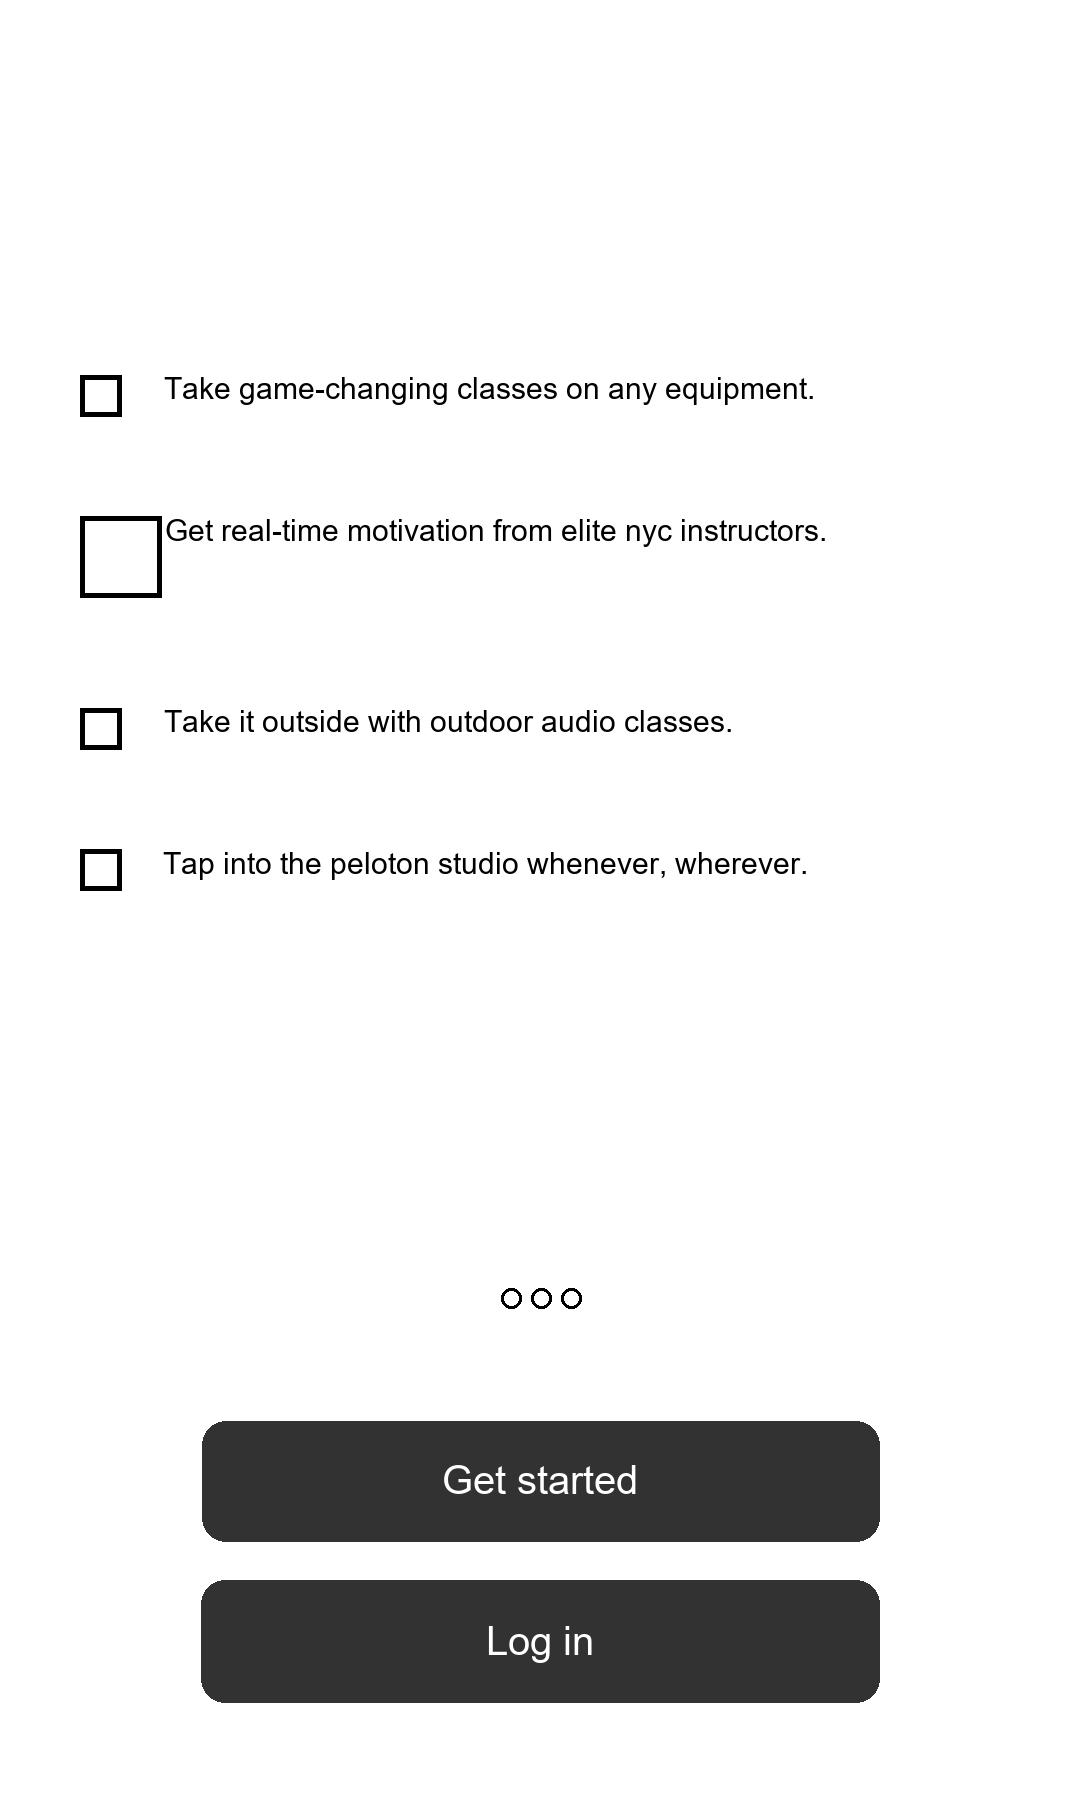 Take game-changing classes on any equipment.
Get real-time motivation from elite nyc instructors.
Take it outside with outdoor audio classes.
Tap into the peloton studio whenever, wherever.
Get started
Log in